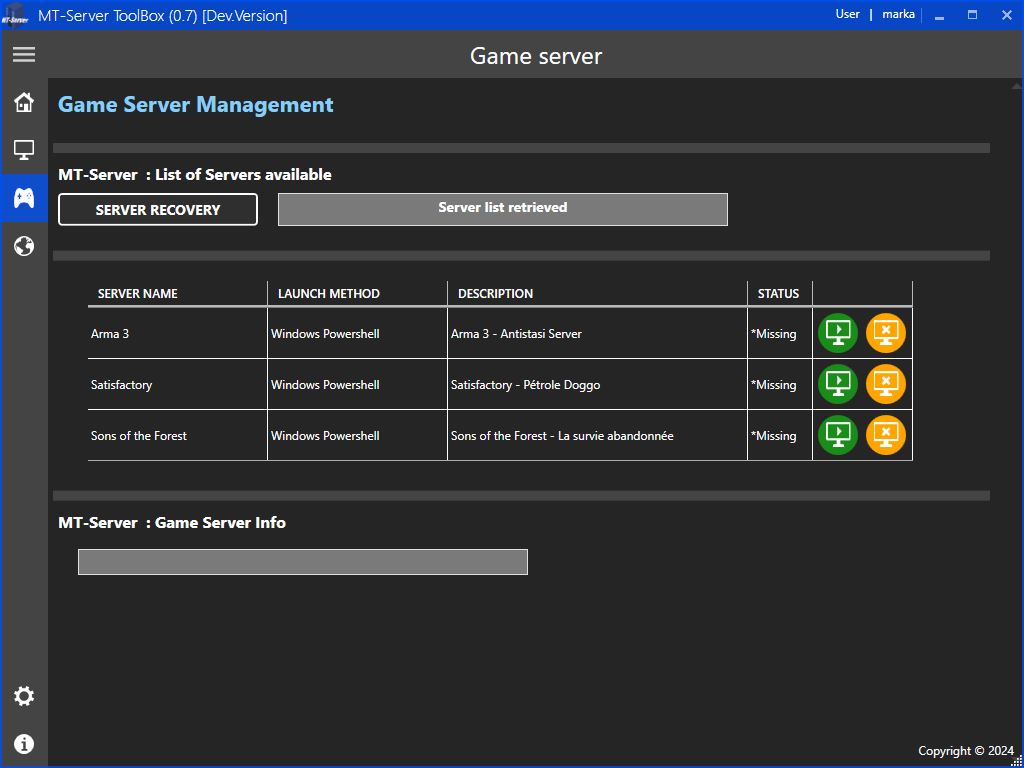 MT-Server
MT-Server ToolBox (0.7) [Dev.Version]
User | marka
Game server
Game Server Management
MT-Server : List of Servers available
SERVER RECOVERY
Server list retrieved
SERVER NAME LAUNCH METHOD DESCRIPTION STATUS
Arma 3 Windows Powershell Arma 3 - Antistasi Server *Missing
Satisfactory Windows Powershell Satisfactory - Pétrole Doggo *Missing
Sons of the Forest Windows Powershell Sons of the Forest - La survie abandonnée *Missing
MT-Server : Game Server Info
Copyright © 2024